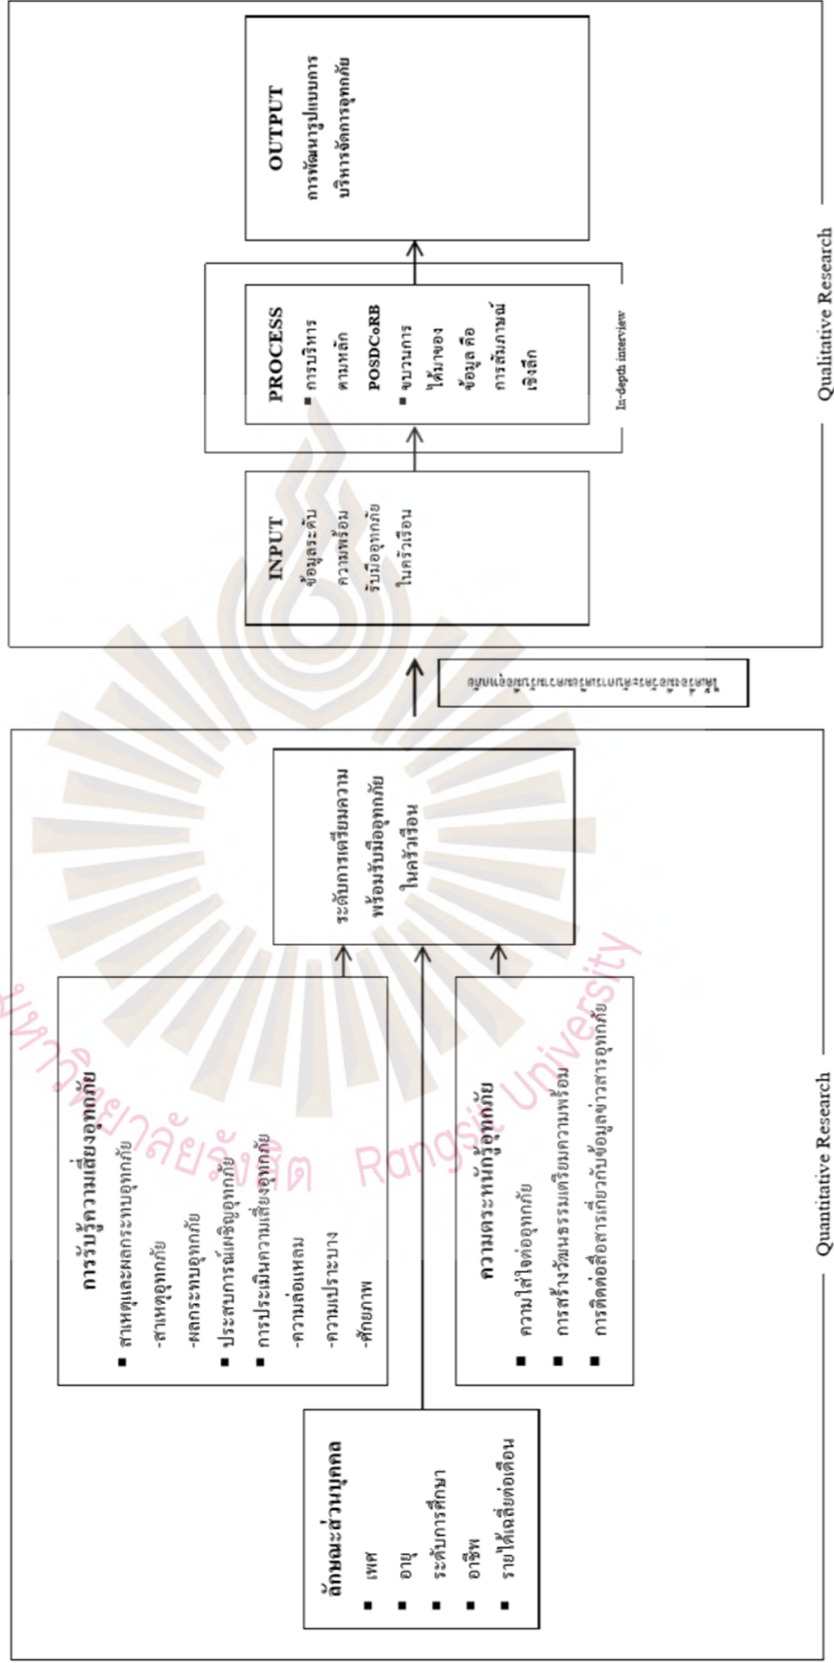 ลักษณะส่วนบุคคล
■ เพศ
■ อายุ
■ ระดับการศึกษา
■ อาชีพ
■ รายได้เฉลี่ยต่อเดือน
การรับรู้ความเสี่ยงอุทกภัย
■ สาเหตุและผลกระทบอุทกภัย
-สาเหตุอุทกภัย
-ผลกระทบอุทกภัย
■ ประสบการณ์เผชิญอุทกภัย
■ การประเมินความเสี่ยงอุทกภัย
-ความล่อแหลม
-ความเปราะบาง
-ศักยภาพ
ความตระหนักรู้อุทกภัย
■ ความใส่ใจต่ออุทกภัย
■ การสร้างวัฒนธรรมเตรียมความพร้อม
■ การติดต่อสื่อสารเกี่ยวกับข้อมูลข่าวสารอุทกภัย
ระดับการเตรียมความ
พร้อมรับมืออุทกภัย
ในครัวเรือน
Quantitative Research
INPUT
ข้อมูลระดับ
ความพร้อม
รับมืออุทกภัย
ในครัวเรือน
PROCESS
■ การบริหาร
ตามหลัก
POSDCoRB
■ ขบวนการ
ได้มาของ
ข้อมูล คือ
การสัมภาษณ์
เชิงลึก
In-depth interview
OUTPUT
การพัฒนารูปแบบการ
บริหารจัดการอุทกภัย
Qualitative Research
มหาวิทยาลัยรังสิต Rangsit University